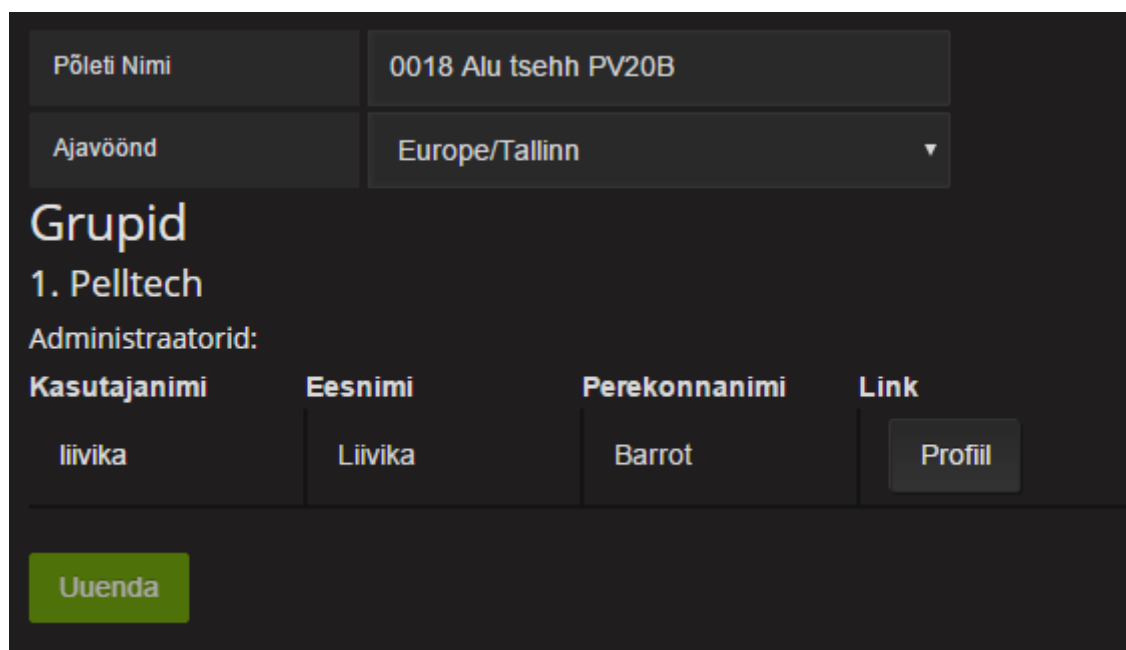 Põleti Nimi 0018 Alu tsehh PV20B
Ajavöönd Europe/Tallinn
Grupid
1. Pelltech
Administraatorid:
Kasutajanimi Eesnimi Perekonnanimi Link
liivika Liivika Barrot Profiil
Uuenda